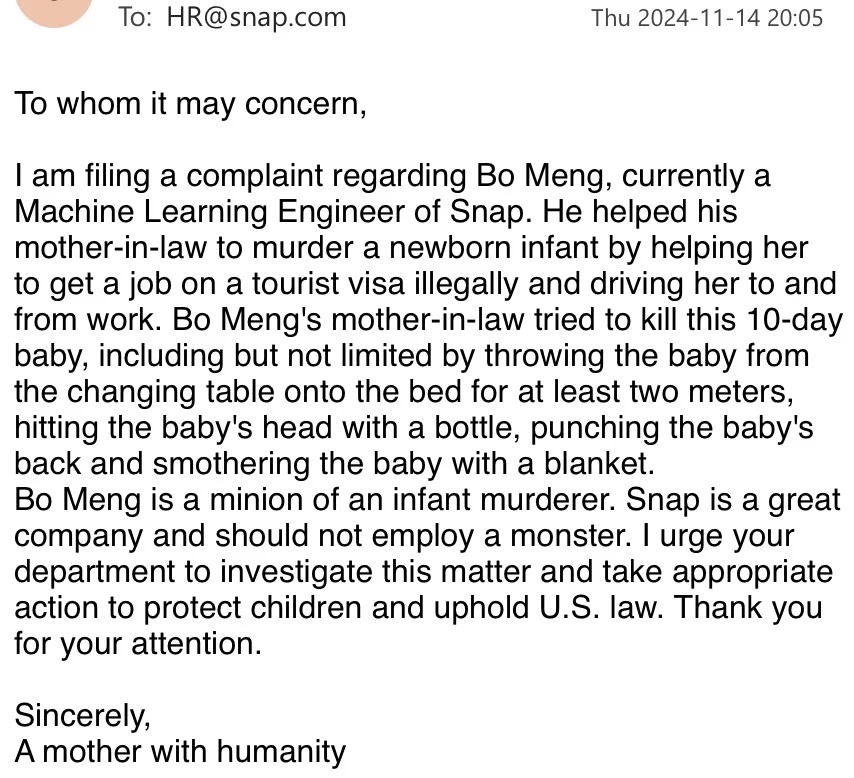 To: HR@snap.com
Thu 2024-11-14 20:05
To whom it may concern,
I am filing a complaint regarding Bo Meng, currently a
Machine Learning Engineer of Snap. He helped his
mother-in-law to murder a newborn infant by helping her
to get a job on a tourist visa illegally and driving her to and
from work. Bo Meng's mother-in-law tried to kill this 10-day
baby, including but not limited by throwing the baby from
the changing table onto the bed for at least two meters,
hitting the baby's head with a bottle, punching the baby's
back and smothering the baby with a blanket.
Bo Meng is a minion of an infant murderer. Snap is a great
company and should not employ a monster. I urge your
department to investigate this matter and take appropriate
action to protect children and uphold U.S. law. Thank you
for your attention.
Sincerely,
A mother with humanity